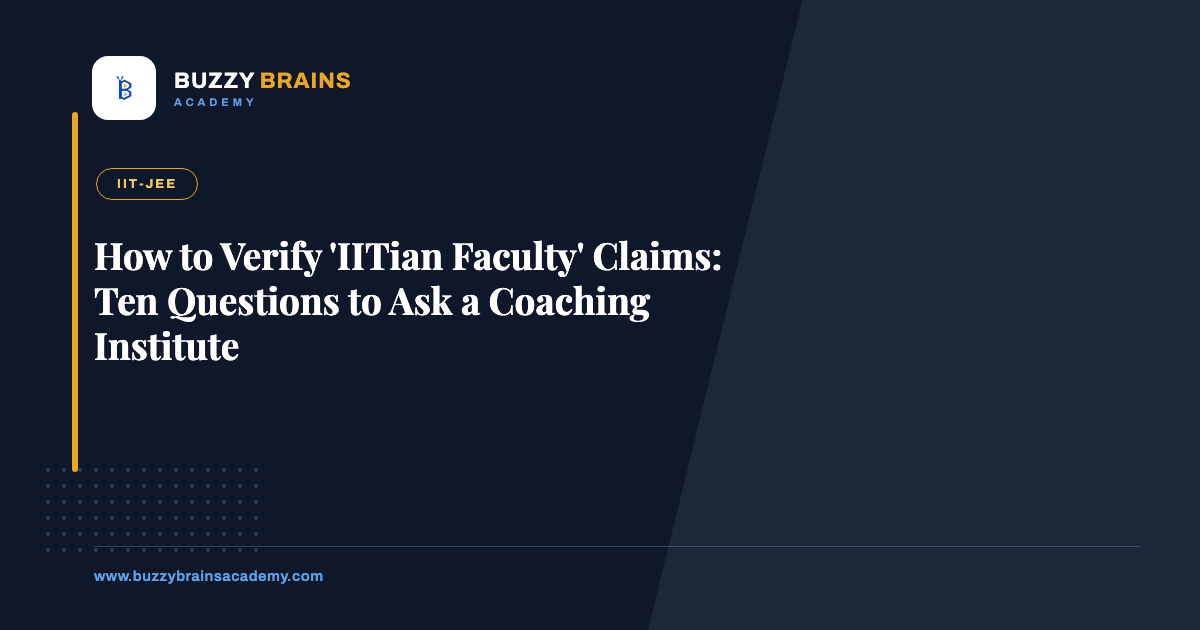 BUZZY BRAINS
ACADEMY
IIT-JEE
How to Verify 'IITian Faculty' Claims:
Ten Questions to Ask a Coaching
Institute
www.buzzybrainsacademy.com